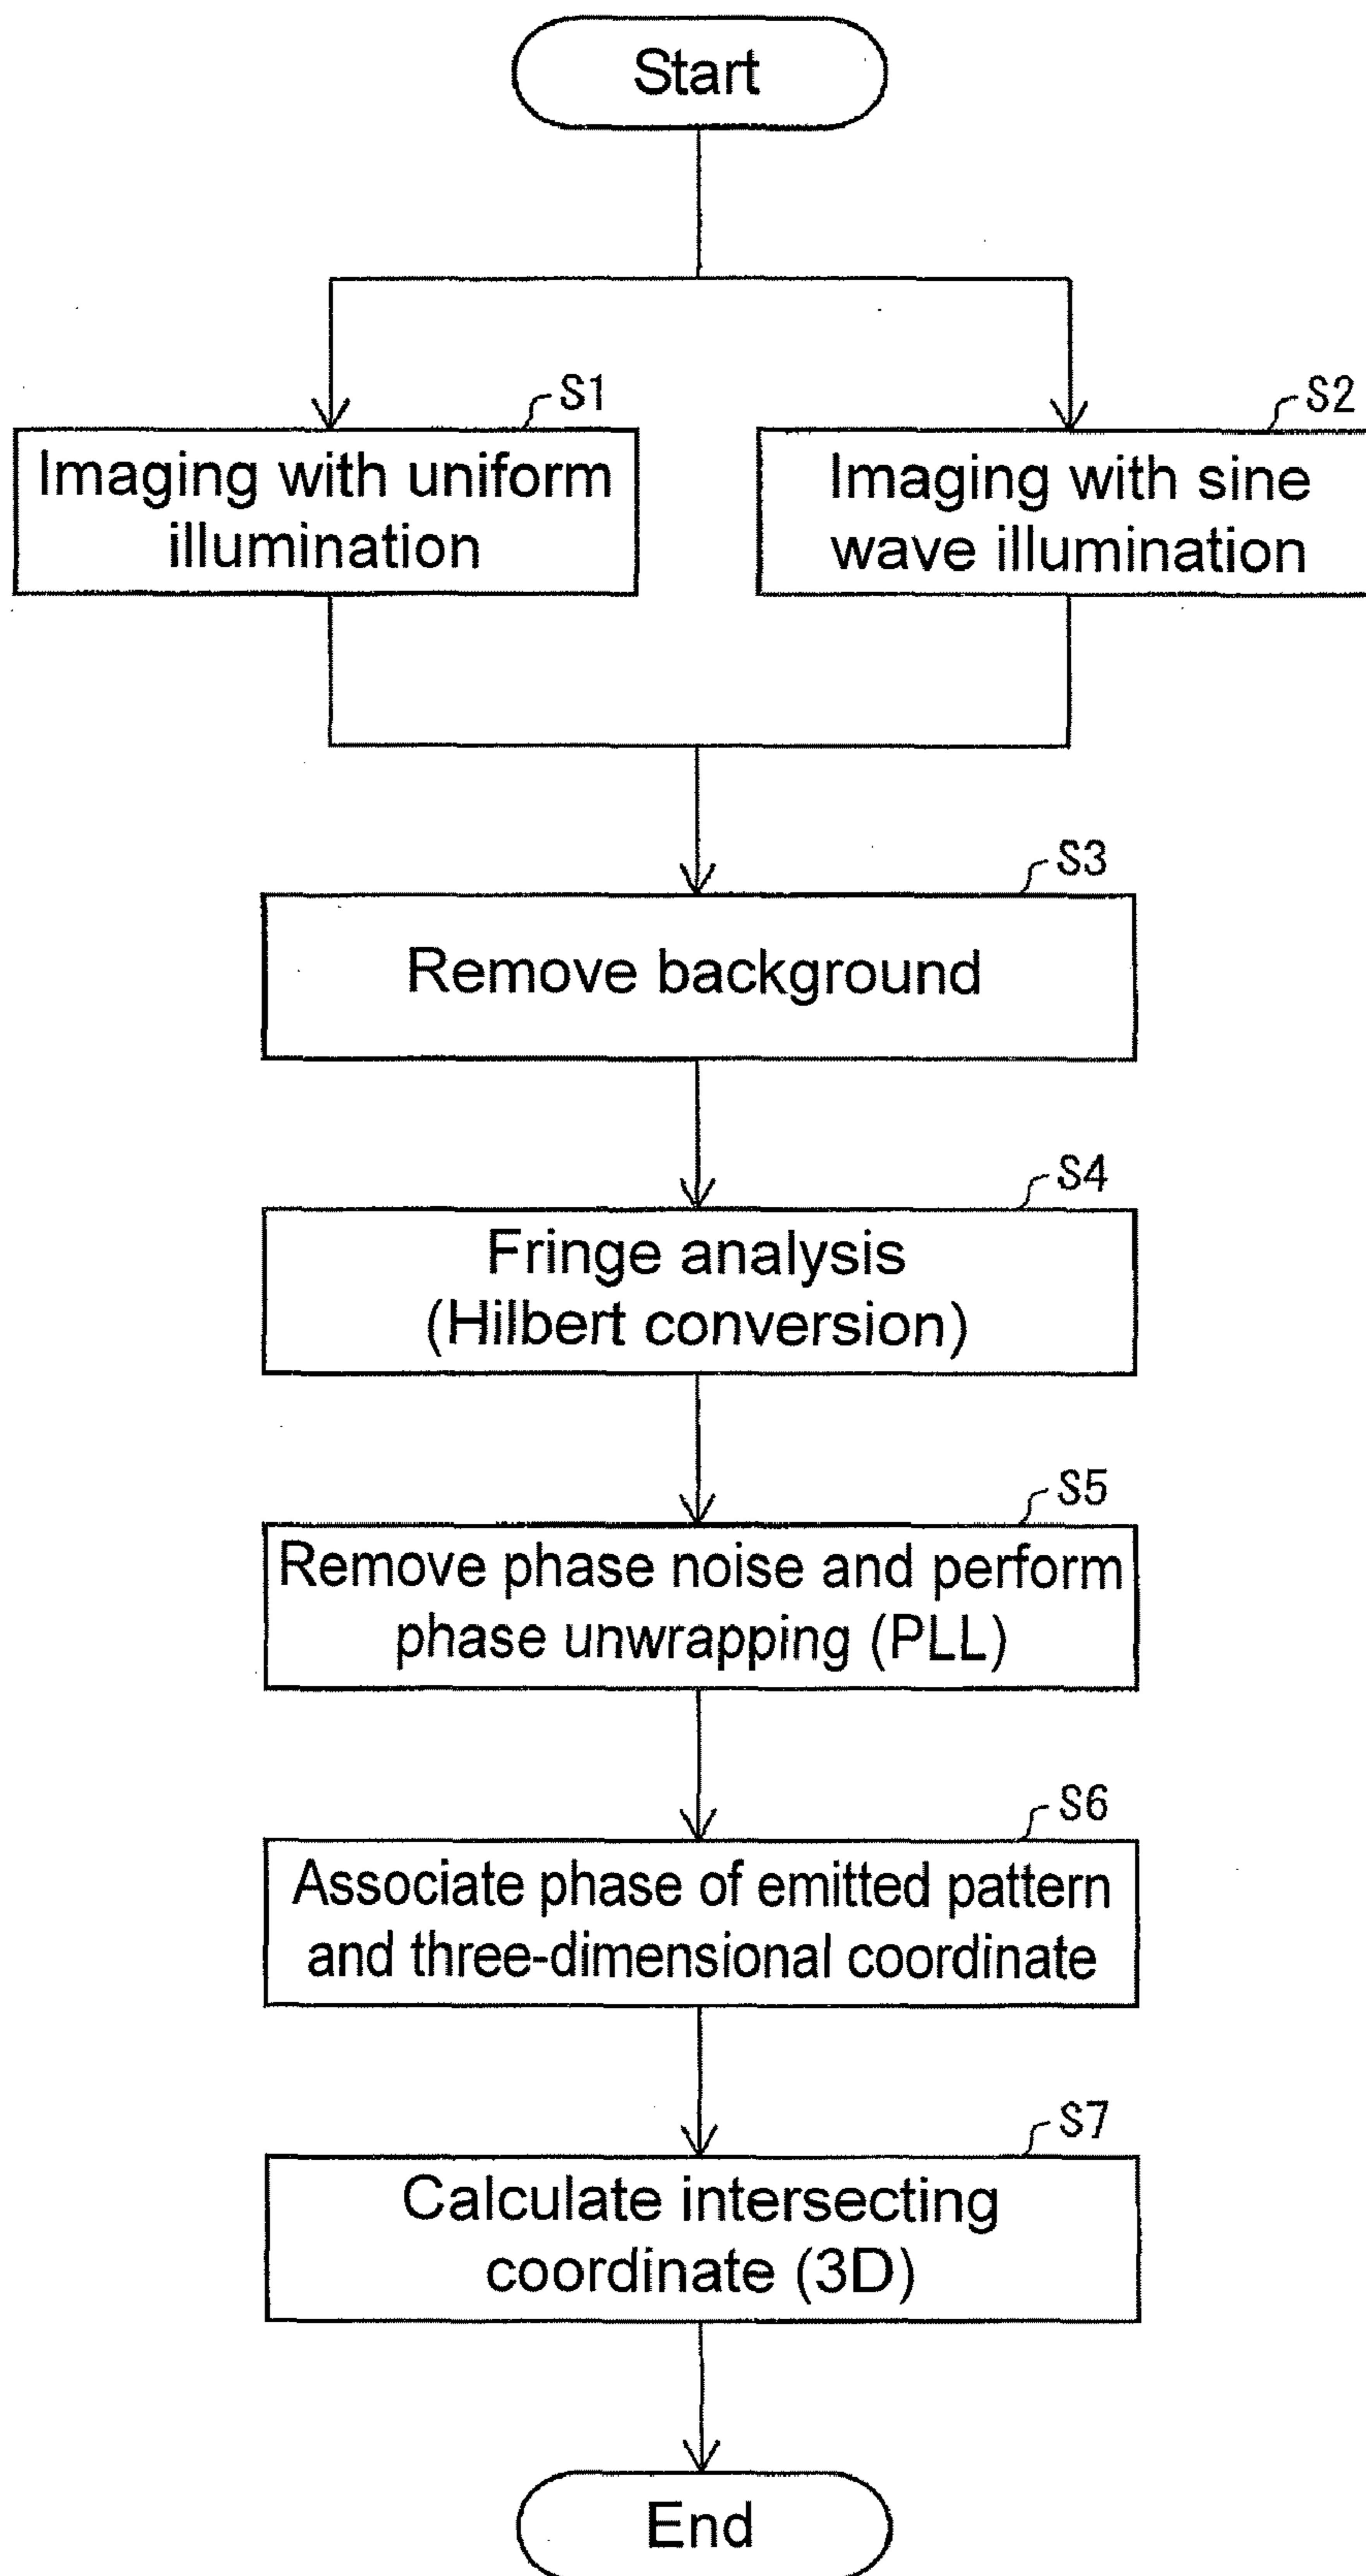 Start
S1
Imaging with uniform
illumination
S2
Imaging with sine
wave illumination
S3
Remove background
S4
Fringe analysis
(Hilbert conversion)
S5
Remove phase noise and perform
phase unwrapping (PLL)
S6
Associate phase of emitted pattern
and three-dimensional coordinate
S7
Calculate intersecting
coordinate (3D)
End